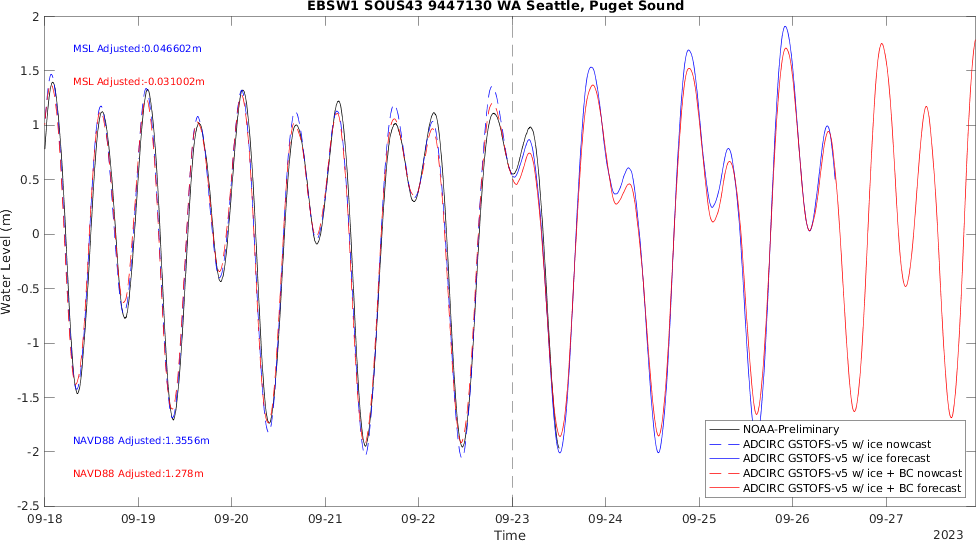 EBSW1 SOUS43 9447130 WA Seattle, Puget Sound
MSL Adjusted:0.046602m
MSL Adjusted:-0.031002m
NAVD88 Adjusted:1.3556m
NAVD88 Adjusted:1.278m
Water Level (m)
2
1.5
1
0.5
0
-0.5
-1
-1.5
-2
-2.5
NOAA-Preliminary
ADCIRC GSTOFS-v5 w/ ice nowcast
ADCIRC GSTOFS-v5 w/ ice forecast
ADCIRC GSTOFS-v5 w/ ice + BC nowcast
ADCIRC GSTOFS-v5 w/ ice + BC forecast
09-18 09-19 09-20 09-21 09-22 09-23 09-24 09-25 09-26 09-27
Time
2023